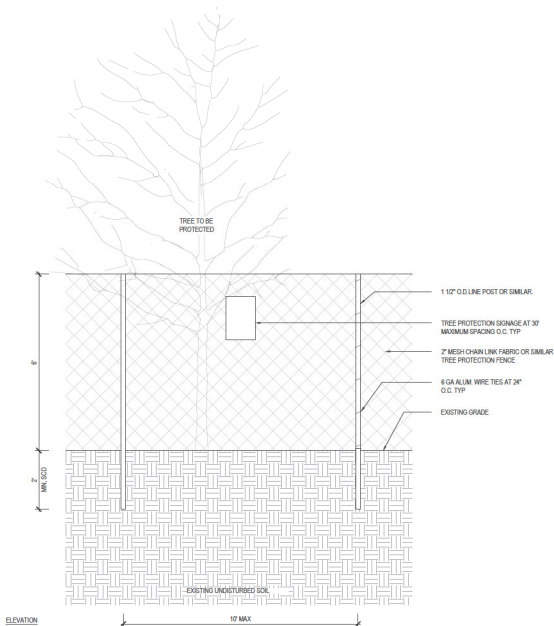 TREE TO BE
PROTECTED
1 1/2" O.D.LINE POST OR SIMILAR.
TREE PROTECTION SIGNAGE AT 30'
MAXIMUM SPACING O.C. TYP
2" MESH CHAIN LINK FABRIC OR SIMILAR
TREE PROTECTION FENCE
6 GA ALUM. WIRE TIES AT 24"
O.C. TYP
EXISTING GRADE
6'
2'
MIN, SCD
EXISTING UNDISTURBED SOIL
ELEVATION
10' MAX